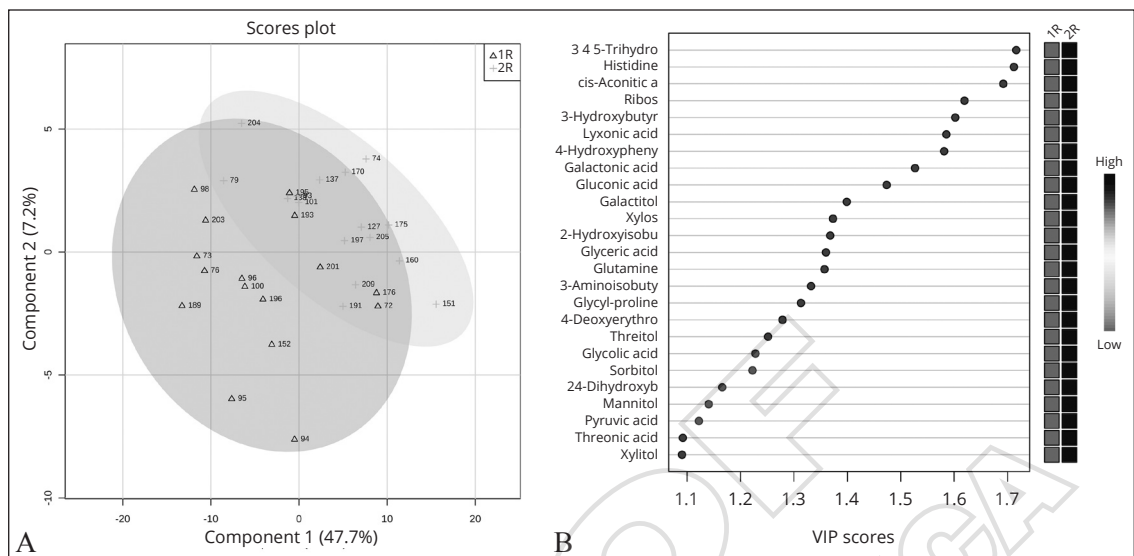 Scores plot
1R
2R
Component 2 (7.2%)
5
0
-5
-10
204
74
170
79
137
98
195
138
101
203
193
127
175
197
205
73
76
201
160
96
100
209
176
189
196
191
72
151
152
95
94
-20
-10
0
10
20
Component 1 (47.7%)
A
1R
2R
3 4 5-Trihydro
Histidine
cis-Aconitic a
Ribos
3-Hydroxybutyr
Lyxonic acid
4-Hydroxypheny
Galactonic acid
Gluconic acid
Galactitol
Xylos
2-Hydroxyisobu
Glyceric acid
Glutamine
3-Aminoisobuty
Glycyl-proline
4-Deoxyerythro
Threitol
Glycolic acid
Sorbitol
24-Dihydroxyb
Mannitol
Pyruvic acid
Threonic acid
Xylitol
High
Low
1.1 1.2 1.3 1.4 1.5 1.6 1.7
VIP scores
B